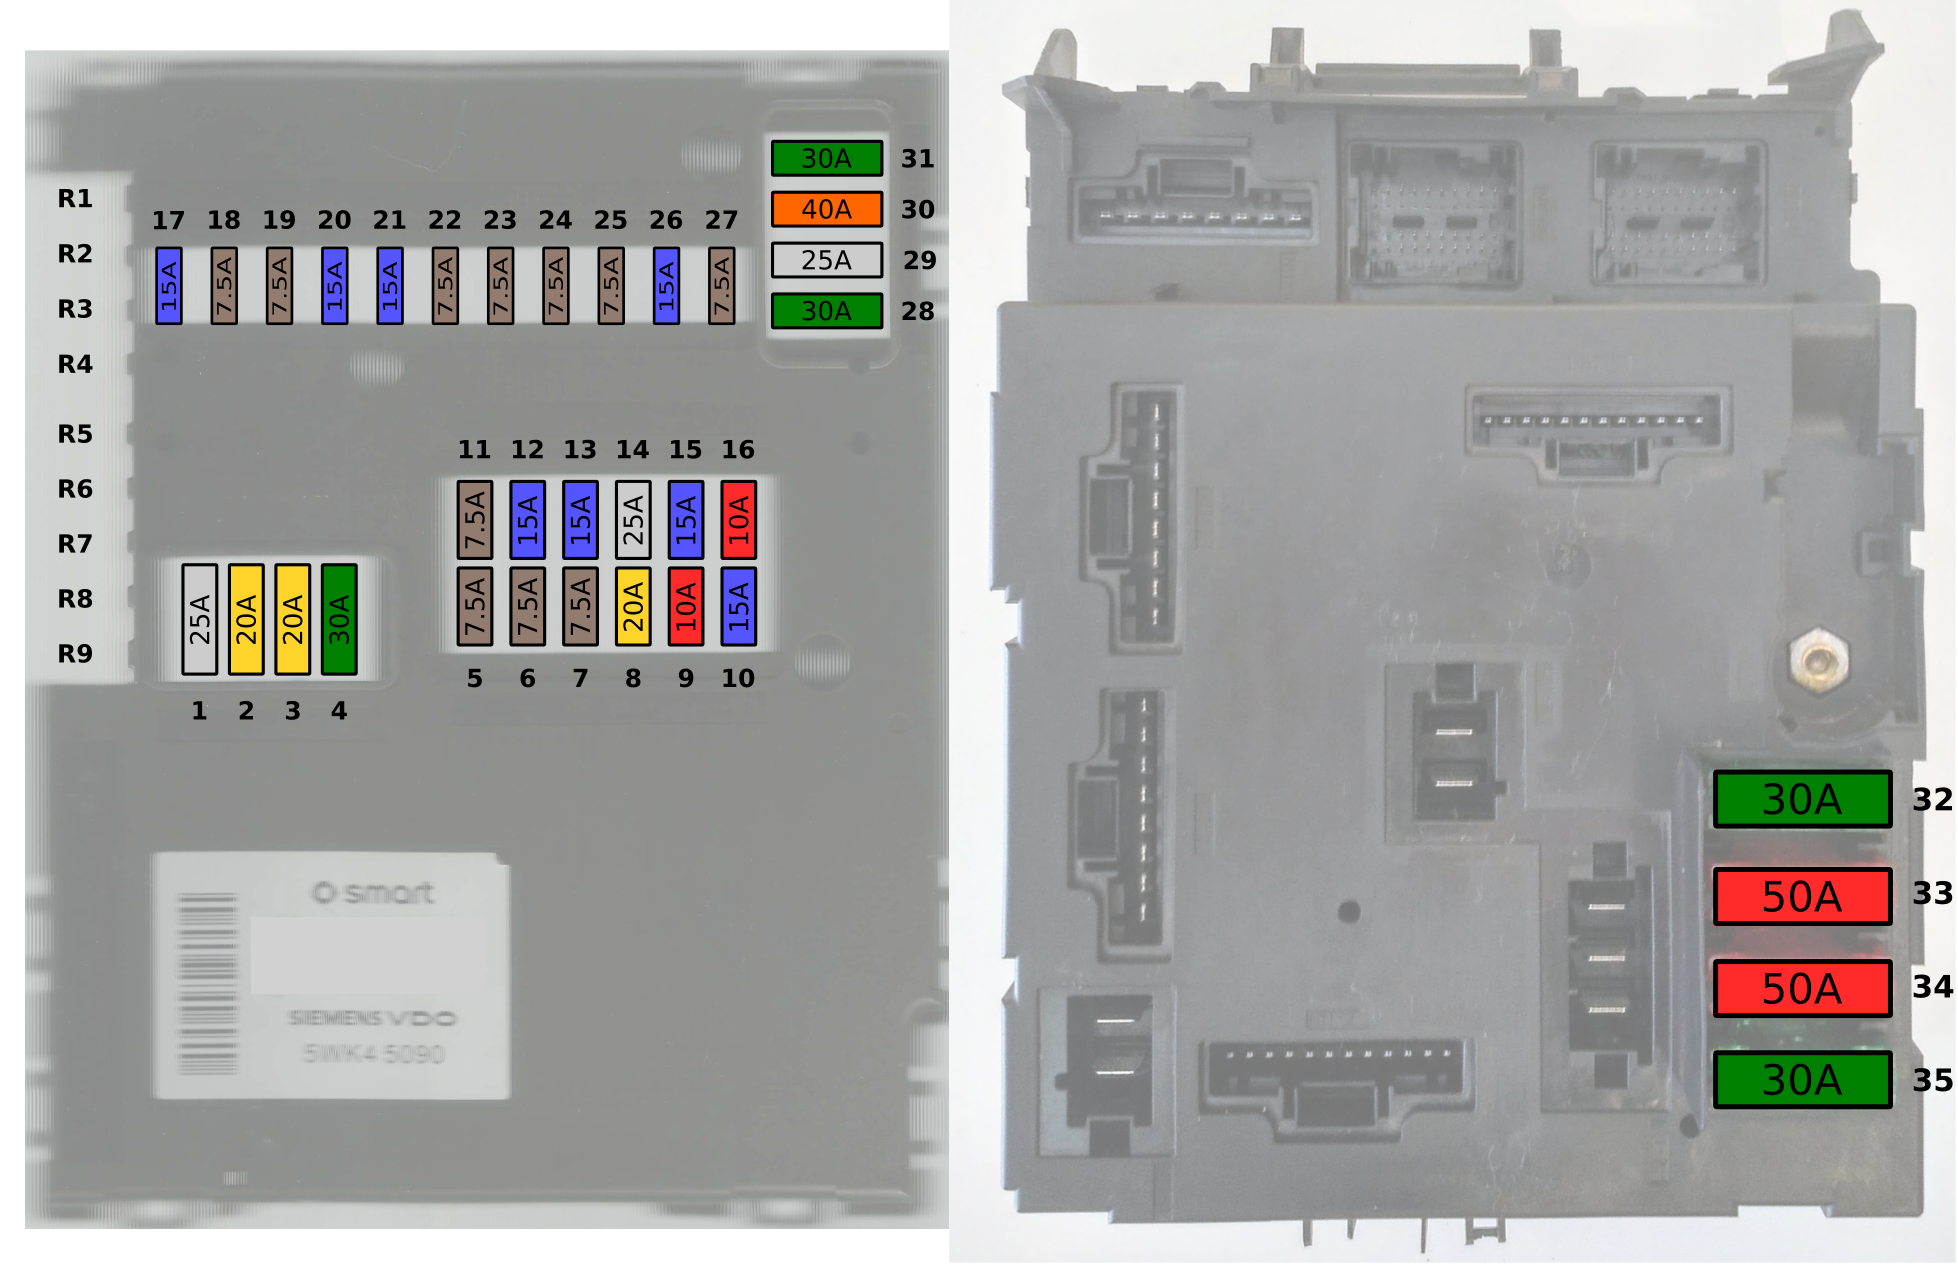 R1
R2
R3
R4
R5
R6
R7
R8
R9
17 18 19 20 21 22 23 24 25 26 27
15A 7.5A 7.5A 15A 15A 7.5A 7.5A 7.5A 7.5A 15A 7.5A
30A 31
40A 30
25A 29
30A 28
11 12 13 14 15 16
7.5A 15A 15A 25A 15A 10A
7.5A 7.5A 7.5A 20A 10A 15A
5 6 7 8 9 10
25A 20A 20A 30A
1 2 3 4
smart
SIEMENS VDO
5WK4 5090
30A 32
50A 33
50A 34
30A 35